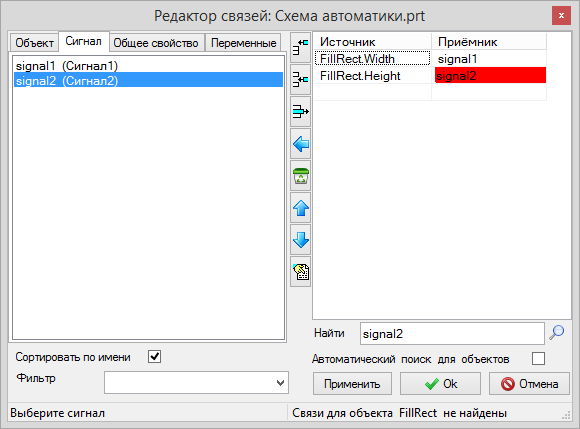 Редактор связей: Схема автоматики.prt
Объект Сигнал Общее свойство Переменные
signal1 (Сигнал1)
signal2 (Сигнал2)
Источник Приёмник
FillRect.Width signal1
FillRect.Height signal2
Найти signal2
Сортировать по имени
Автоматический поиск для объектов
Фильтр
Применить Ok Отмена
Выберите сигнал
Связи для объекта FillRect не найдены